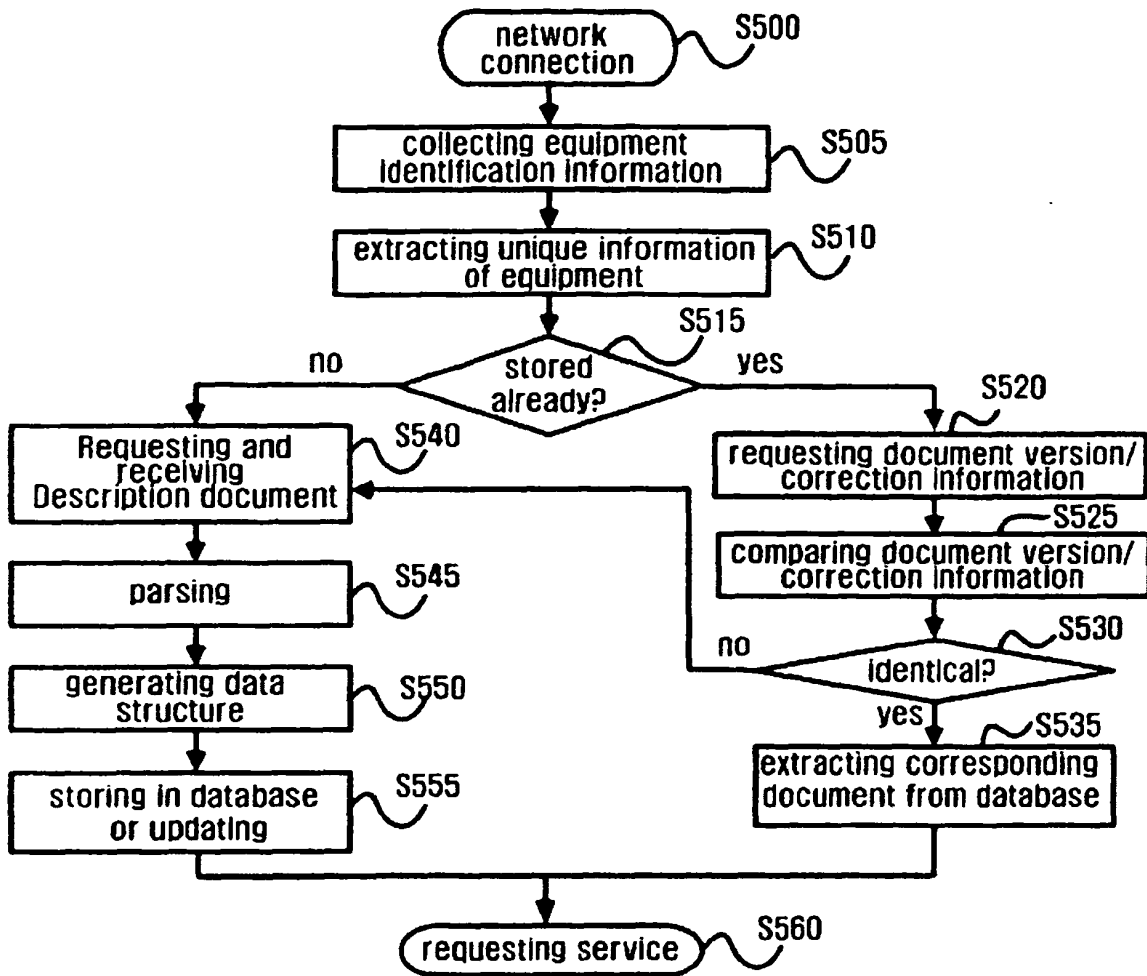 network
connection
S500
collecting equipment
identification information
S505
extracting unique information
of equipment
S510
S515
no
stored
already?
yes
S520
Requesting and
receiving
Description document
S540
requesting document version/
correction information
S525
comparing document version/
correction information
parsing
S545
S530
no
identical?
yes
generating data
structure
S550
S535
extracting corresponding
document from database
storing in database
or updating
S555
requesting service
S560